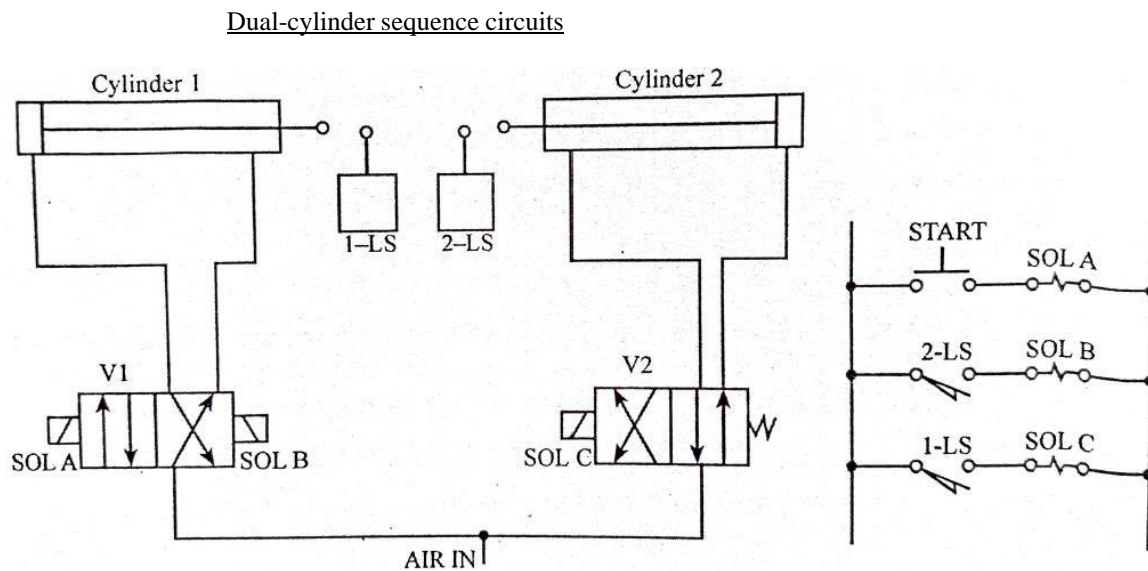 Dual-cylinder sequence circuits
Cylinder 1
Cylinder 2
1–LS
2–LS
START
SOL A
V1
V2
2-LS
SOL B
SOL A
SOL B
SOL C
1-LS
SOL C
AIR IN